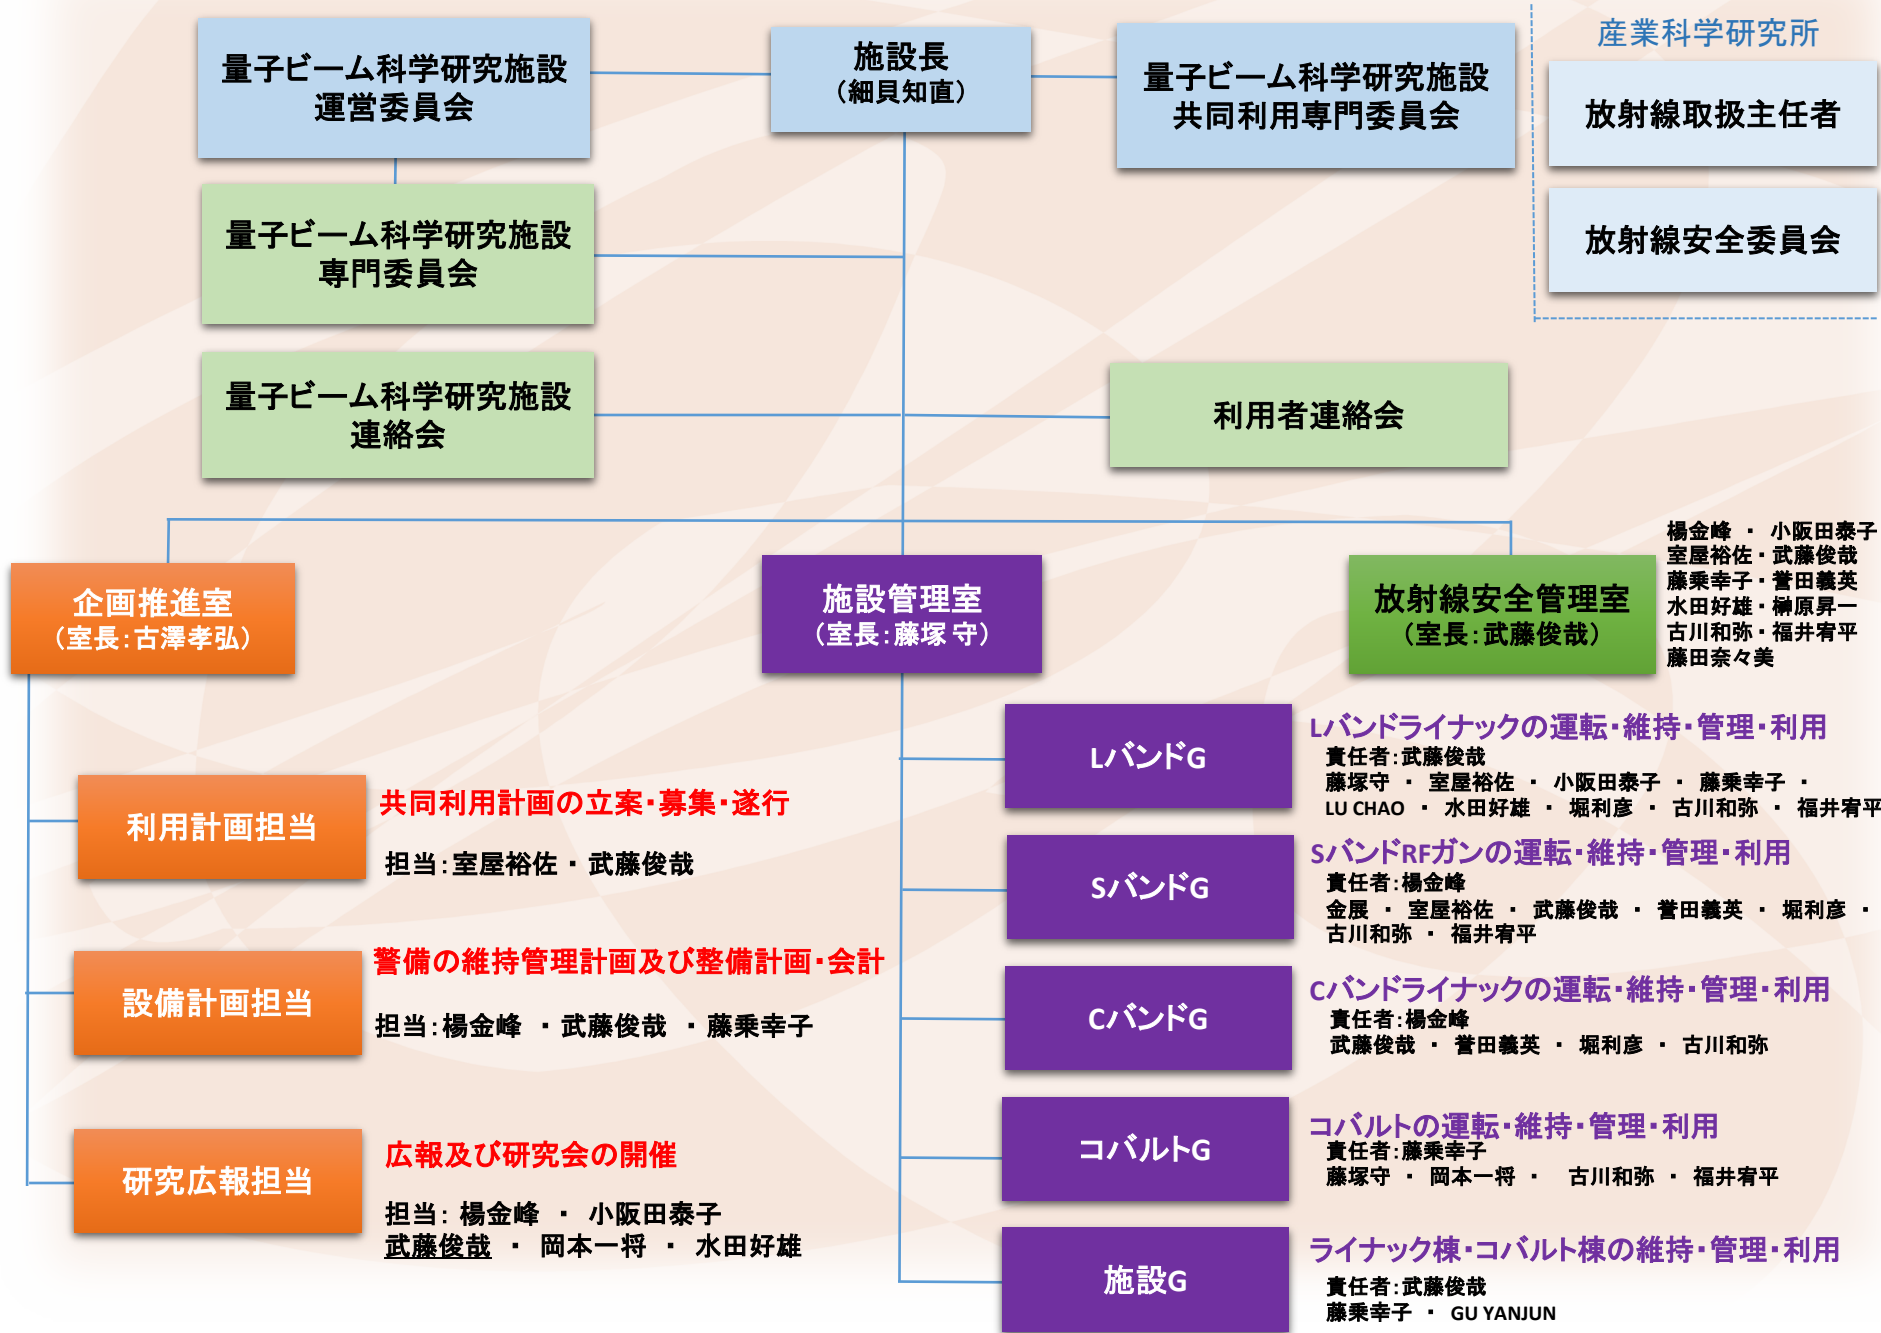 量子ビーム科学研究施設
運営委員会
施設長
（細貝知直）
量子ビーム科学研究施設
共同利用専門委員会
産業科学研究所
放射線取扱主任者
放射線安全委員会
量子ビーム科学研究施設
専門委員会
量子ビーム科学研究施設
連絡会
利用者連絡会
企画推進室
（室長：古澤孝弘）
施設管理室
（室長：藤塚 守）
放射線安全管理室
（室長：武藤俊哉）
楊金峰 ・ 小阪田泰子
室屋裕佐・武藤俊哉
藤乗幸子・誉田義英
水田好雄・榊原昇一
古川和弥・福井宥平
藤田奈々美
利用計画担当
共同利用計画の立案・募集・遂行
担当：室屋裕佐・武藤俊哉
設備計画担当
警備の維持管理計画及び整備計画・会計
担当：楊金峰 ・武藤俊哉 ・藤乗幸子
研究広報担当
広報及び研究会の開催
担当： 楊金峰 ・ 小阪田泰子
武藤俊哉 ・ 岡本一将 ・ 水田好雄
LバンドG
Lバンドライナックの運転・維持・管理・利用
責任者：武藤俊哉
藤塚守 ・ 室屋裕佐 ・ 小阪田泰子 ・ 藤乗幸子 ・
LU CHAO ・ 水田好雄 ・ 堀利彦 ・ 古川和弥 ・ 福井宥平
SバンドG
SバンドRFガンの運転・維持・管理・利用
責任者：楊金峰
金展 ・ 室屋裕佐 ・ 武藤俊哉 ・ 誉田義英 ・ 堀利彦 ・
古川和弥 ・ 福井宥平
CバンドG
Cバンドライナックの運転・維持・管理・利用
責任者：楊金峰
武藤俊哉 ・ 誉田義英 ・ 堀利彦 ・ 古川和弥
コバルトG
コバルトの運転・維持・管理・利用
責任者：藤乗幸子
藤塚守 ・ 岡本一将 ・ 古川和弥 ・ 福井宥平
施設G
ライナック棟・コバルト棟の維持・管理・利用
責任者：武藤俊哉
藤乗幸子 ・ GU YANJUN